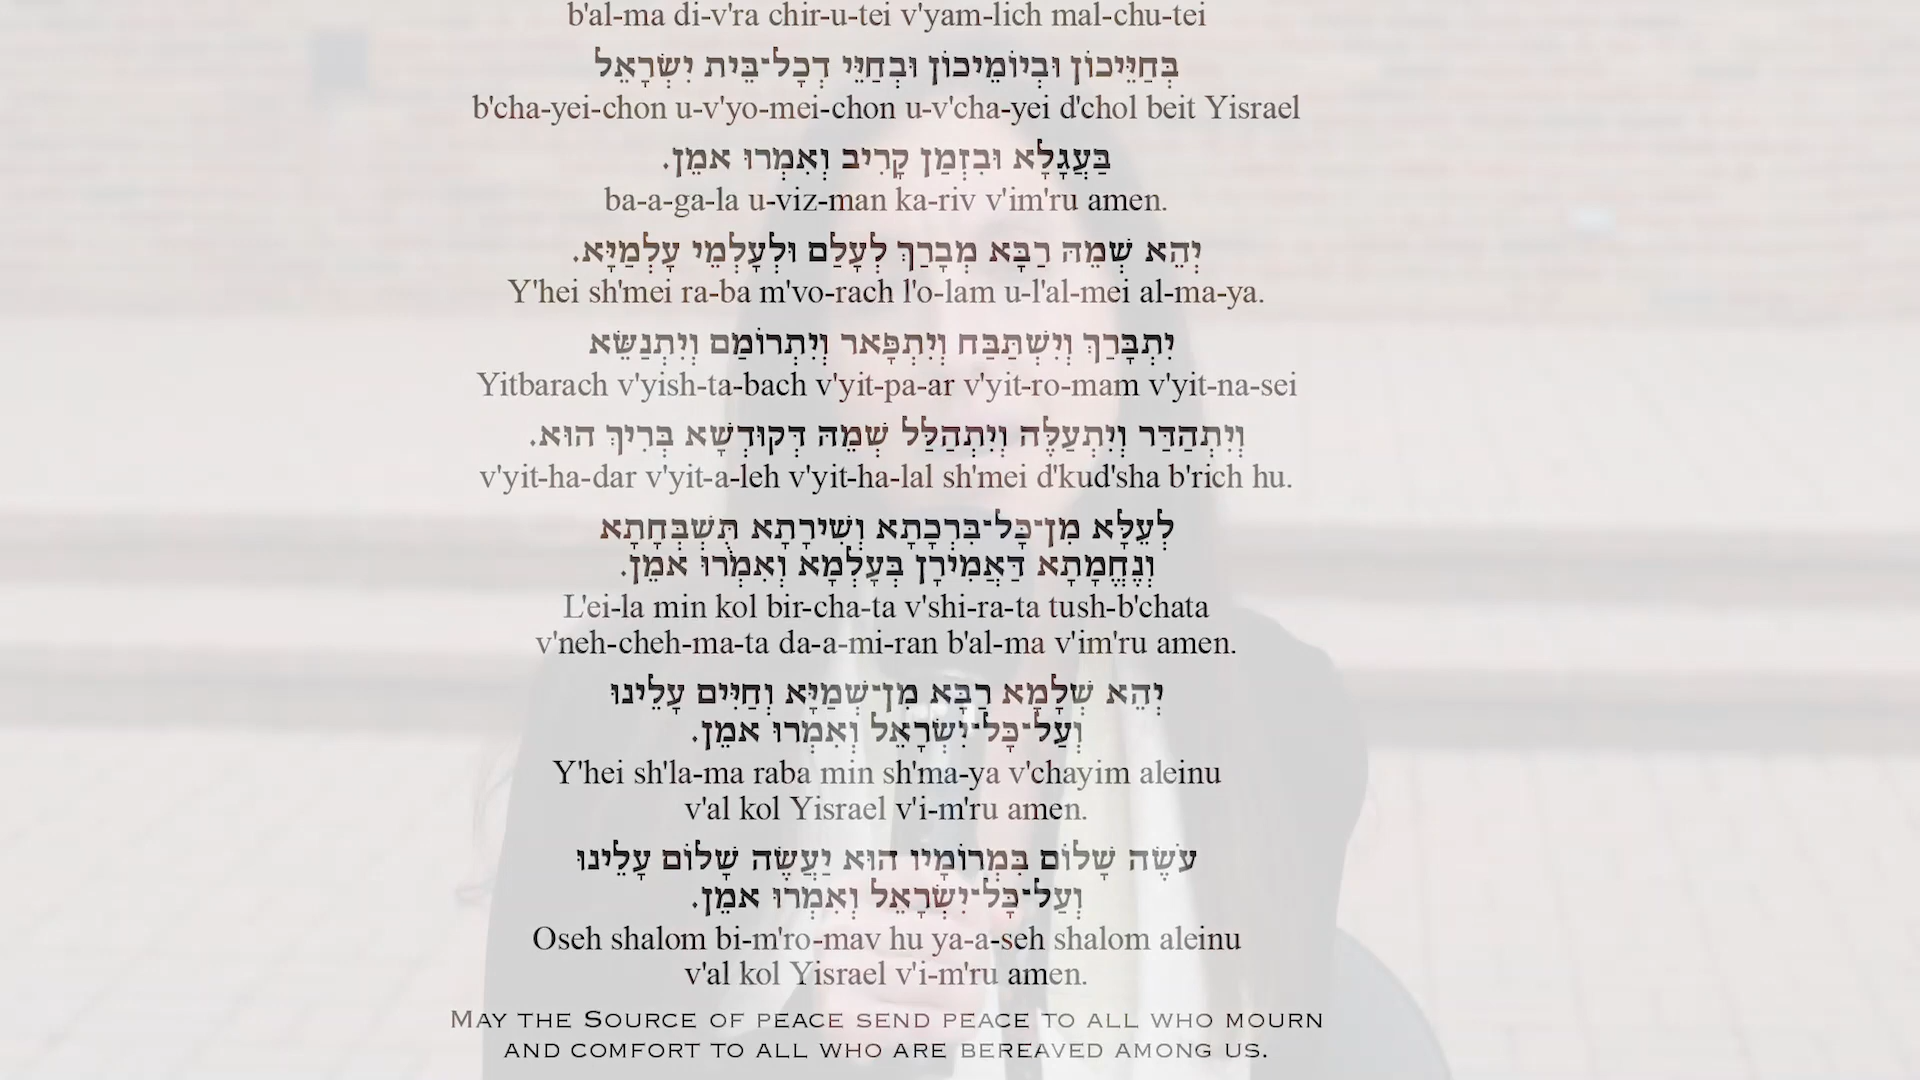 b'al-ma di-v'ra chir-u-tei v'yam-lich mal-chu-tei
בְּחַיֵּיכוֹן וּבְיוֹמֵיכוֹן וּבְחַיֵּי דְכָל־בֵּית יִשְׂרָאֵל
b'cha-yei-chon u-v'yo-mei-chon u-v'cha-yei d'chol beit Yisrael
בַּעֲגָלָא וּבִזְמַן קָרִיב וְאִמְרוּ אמֵן.
ba-a-ga-la u-viz-man ka-riv v'im'ru amen.
יְהֵא שְׁמֵהּ רַבָּא מְבָרַךְ לְעָלַם וּלְעָלְמֵי עָלְמַיָּא.
Y'hei sh'mei ra-ba m'vo-rach l'o-lam u-l'al-mei al-ma-ya.
יִתְבָּרַךְ וְיִשְׁתַּבַּח וְיִתְפָּאר וְיִתְרוֹמַם וְיִתְנַשֵּׂא
Yitbarach v'yish-ta-bach v'yit-pa-ar v'yit-ro-mam v'yit-na-sei
וְיִתְהַדַּר וְיִתְעַלֶּה וְיִתְהַלַּל שְׁמֵהּ דְּקוּדְשָׁא בְּרִיךְ הוּא.
v'yit-ha-dar v'yit-a-leh v'yit-ha-lal sh'mei d'kud'sha b'rich hu.
לְעֵלָּא מִן־כָּל־בִּרְכָתָא וְשִׁירָתָא תֻּשְׁבְּחָתָא
וְנֶחֱמָתָא דַּאֲמִירָן בְּעָלְמָא וְאִמְרוּ אמֵן.
L'ei-la min kol bir-cha-ta v'shi-ra-ta tush-b'chata
v'neh-cheh-ma-ta da-a-mi-ran b'al-ma v'im'ru amen.
יְהֵא שְׁלָמָא רַבָּא מִן־שְׁמַיָּא וְחַיִּים עָלֵינוּ
וְעַל־כָּל־יִשְׂרָאֵל וְאִמְרוּ אמֵן.
Y'hei sh'la-ma raba min sh'ma-ya v'chayim aleinu
v'al kol Yisrael v'i-m'ru amen.
עֹשֶׂה שָׁלוֹם בִּמְרוֹמָיו הוּא יַעֲשֶׂה שָׁלוֹם עָלֵינוּ
וְעַל־כָּל־יִשְׂרָאֵל וְאִמְרוּ אמֵן.
Oseh shalom bi-m'ro-mav hu ya-a-seh shalom aleinu
v'al kol Yisrael v'i-m'ru amen.
MAY THE SOURCE OF PEACE SEND PEACE TO ALL WHO MOURN
AND COMFORT TO ALL WHO ARE BEREAVED AMONG US.